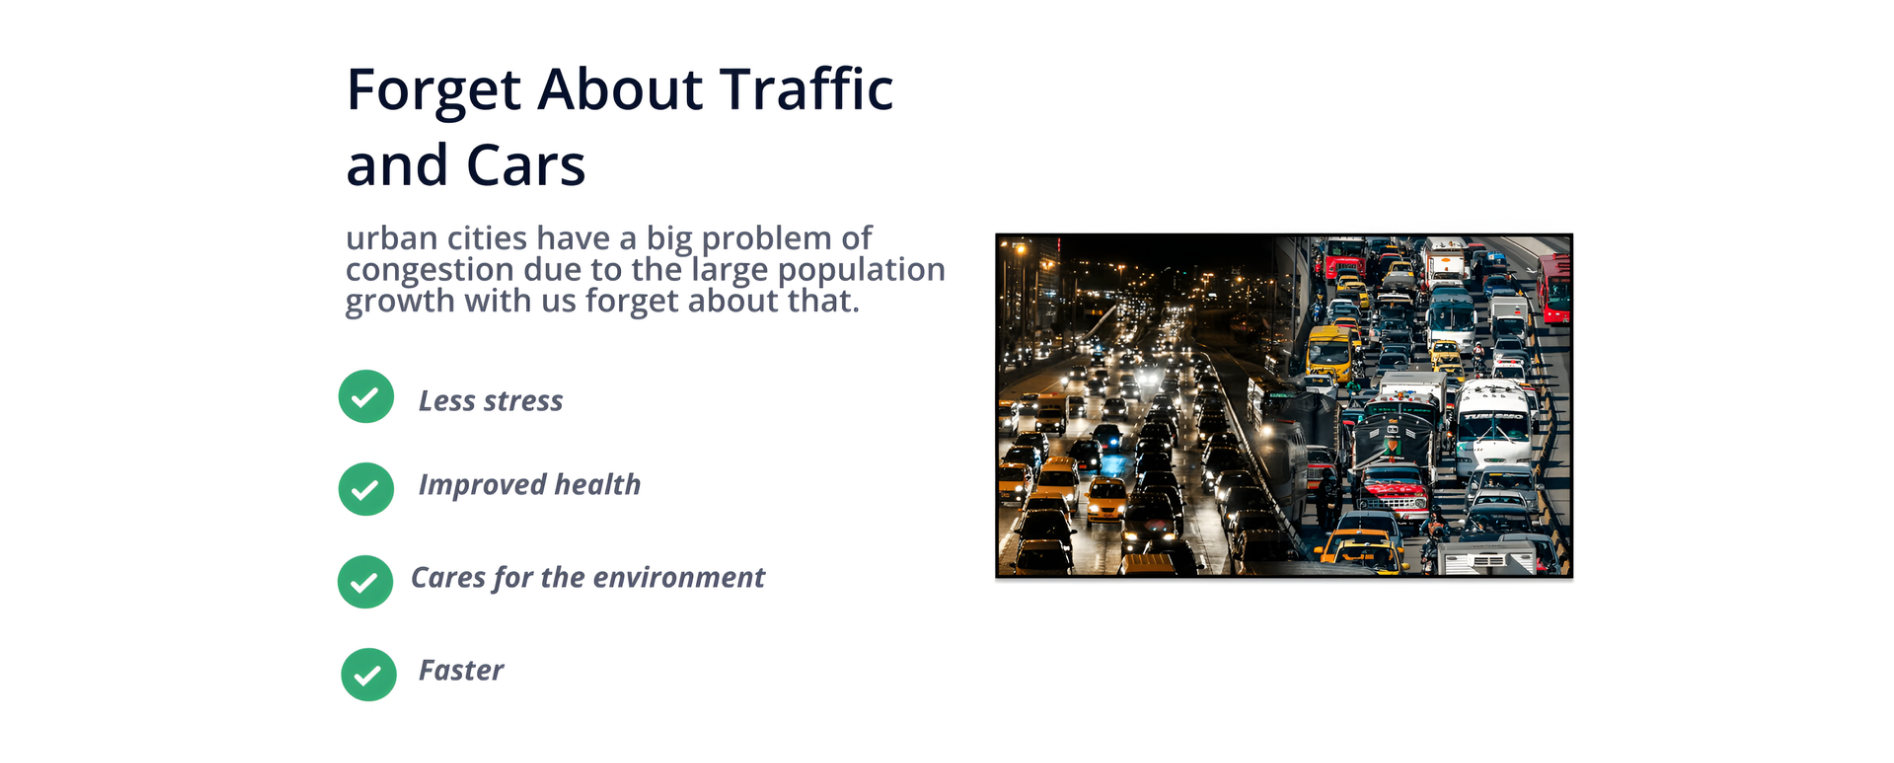 Forget About Traffic
and Cars
urban cities have a big problem of
congestion due to the large population
growth with us forget about that.
Less stress
Improved health
Cares for the environment
Faster
TURISMO